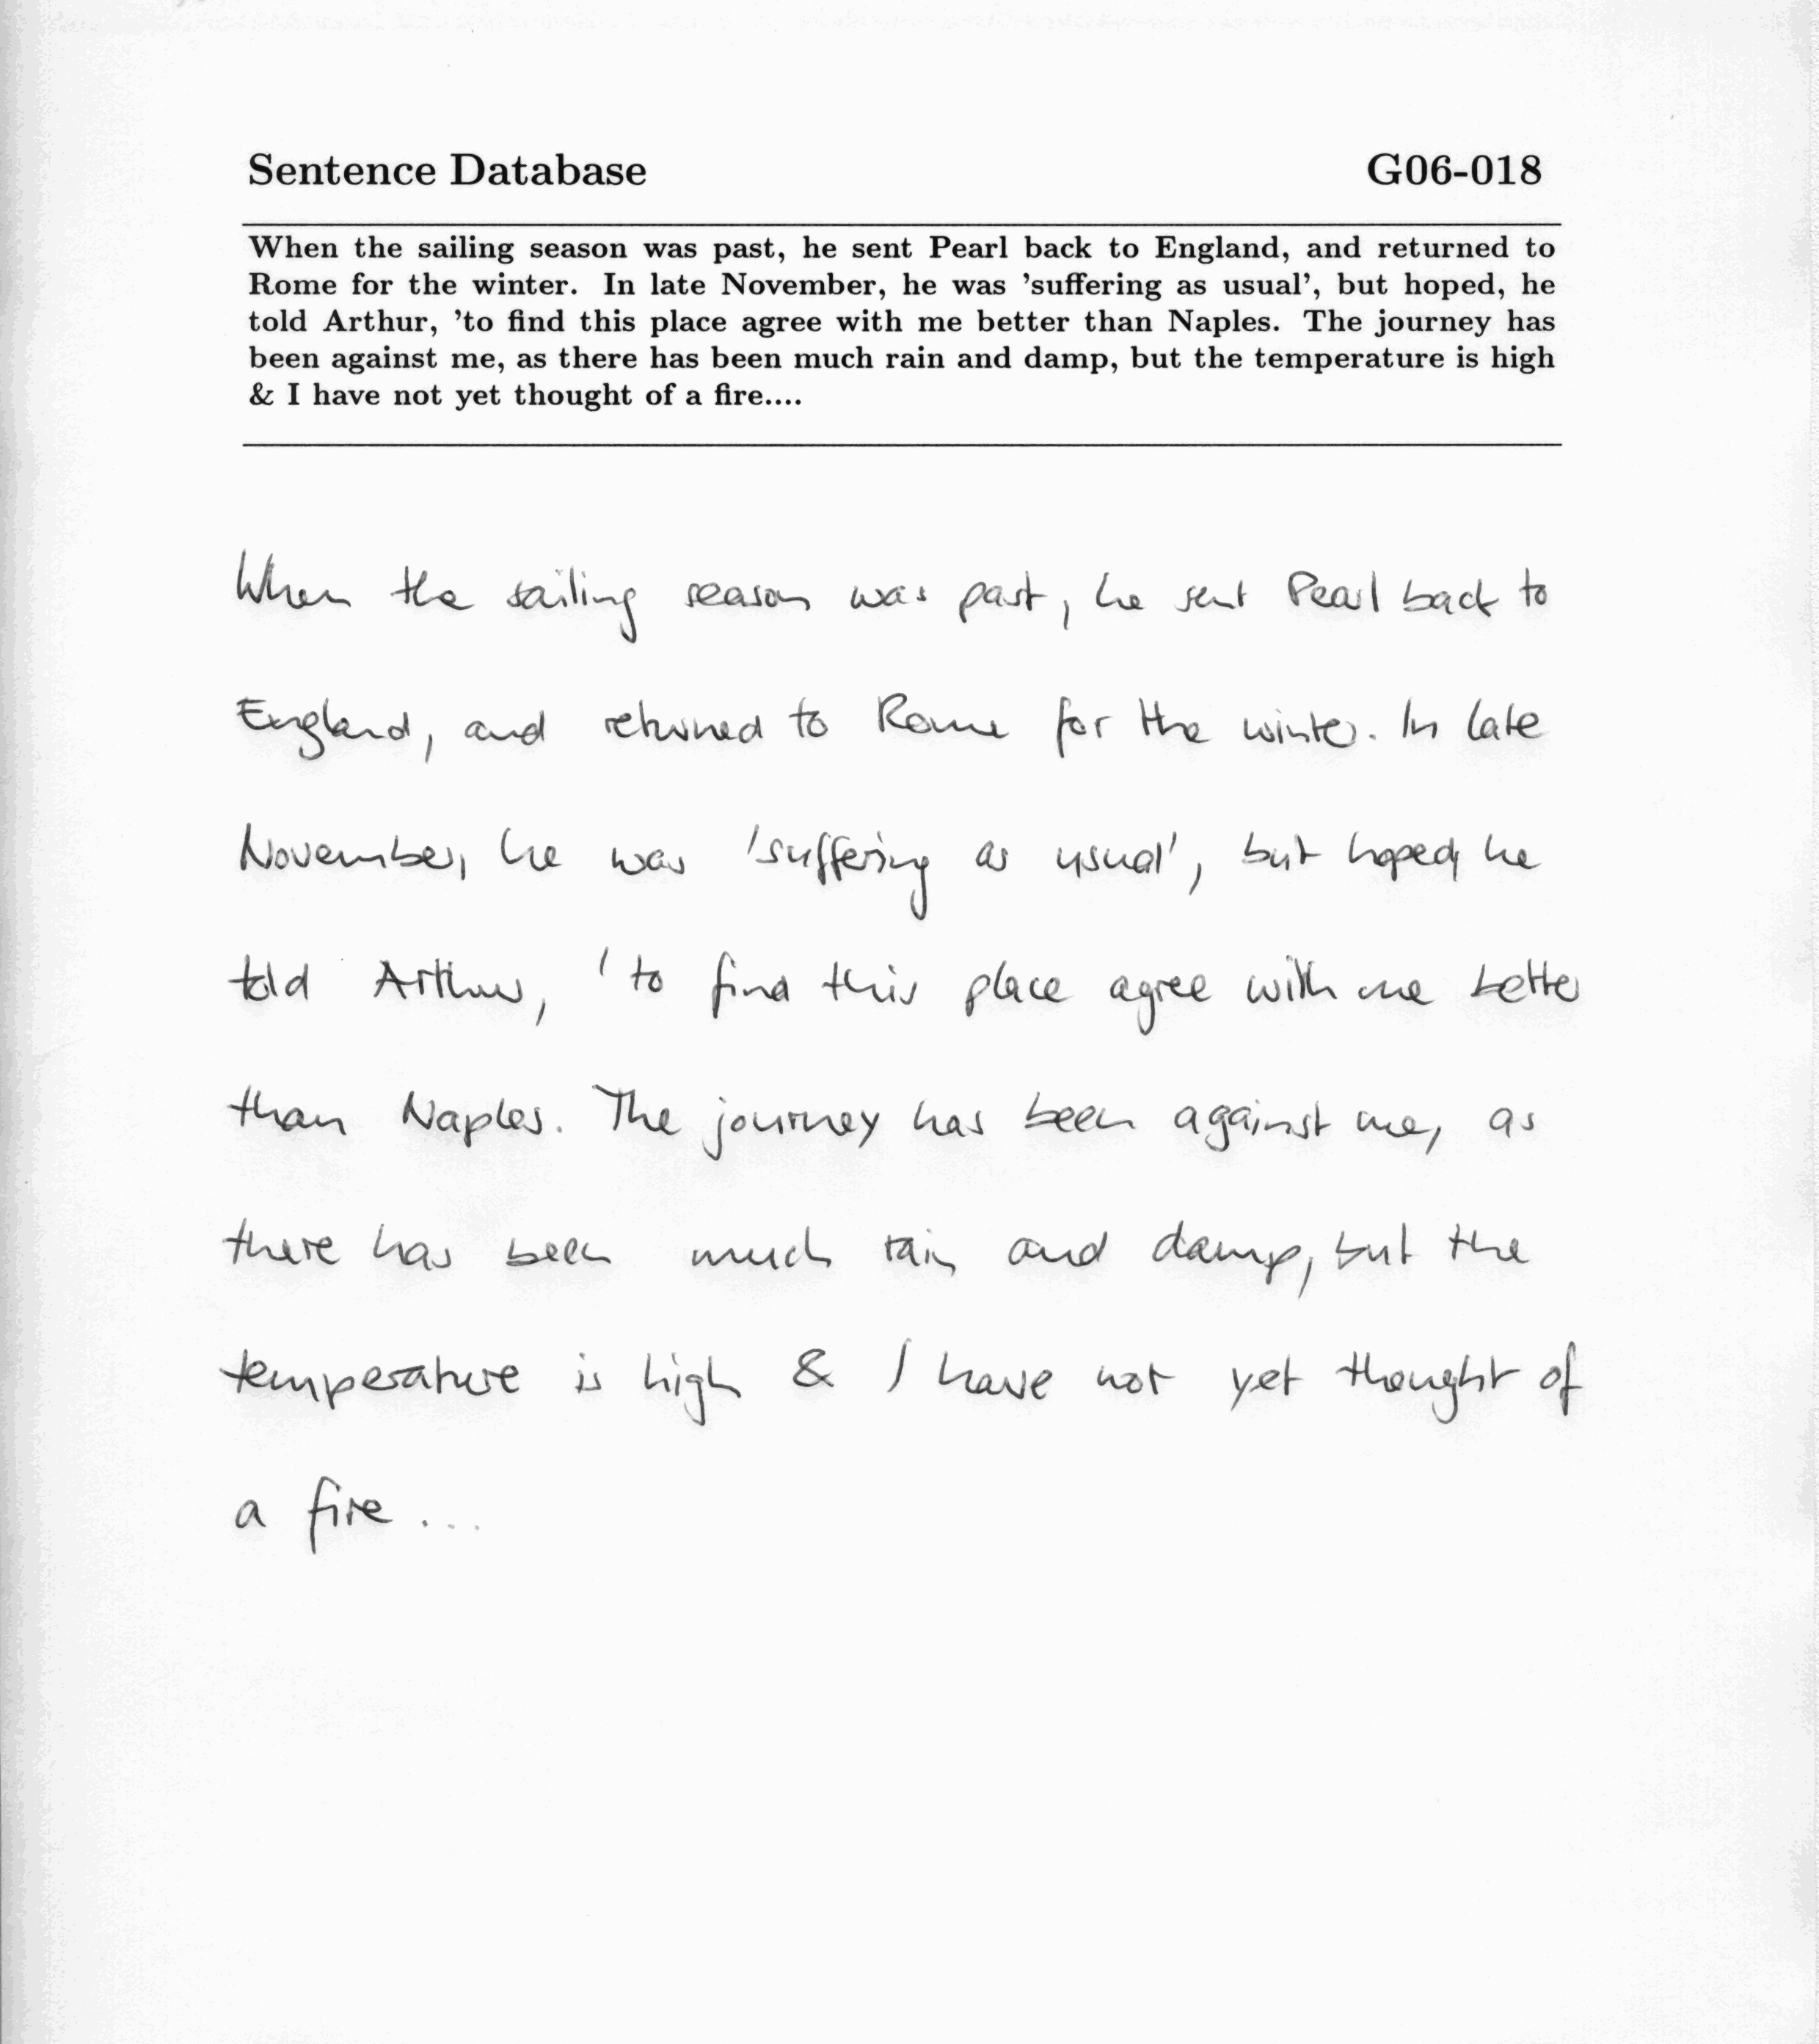 Sentence Database G06-018
When the sailing season was past, he sent Pearl back to England, and returned to
Rome for the winter. In late November, he was 'suffering as usual', but hoped, he
told Arthur, 'to find this place agree with me better than Naples. The journey has
been against me, as there has been much rain and damp, but the temperature is high
& I have not yet thought of a fire....
When the sailing season was past, he sent Pearl back to
England, and returned to Rome for the winter. In late
November, he was 'suffering as usual', but hoped, he
told Arthur, 'to find this place agree with me better
than Naples. The journey has been against me, as
there has been much rain and damp, but the
temperature is high & I have not yet thought of
a fire ...